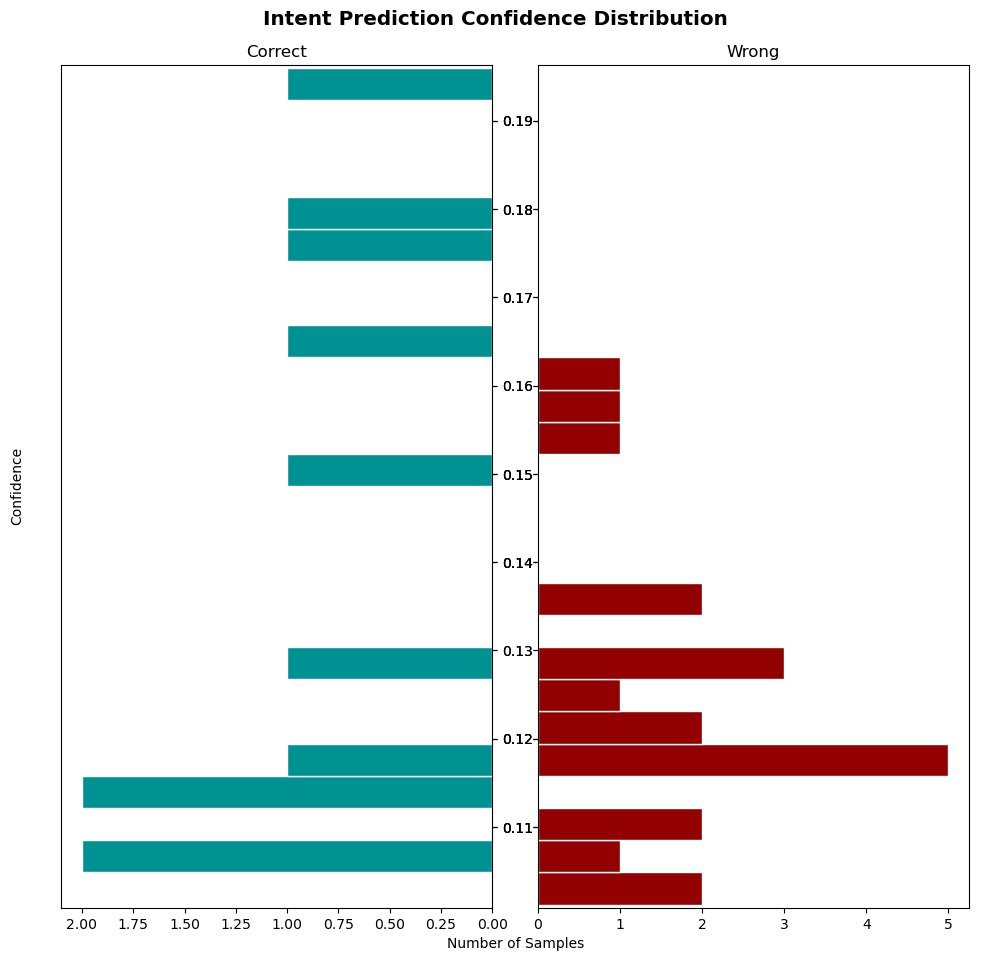 Intent Prediction Confidence Distribution
Correct
Wrong
0.19
0.18
0.17
0.16
0.15
0.14
0.13
0.12
0.11
Confidence
2.00 1.75 1.50 1.25 1.00 0.75 0.50 0.25 0.00
0 1 2 3 4 5
Number of Samples